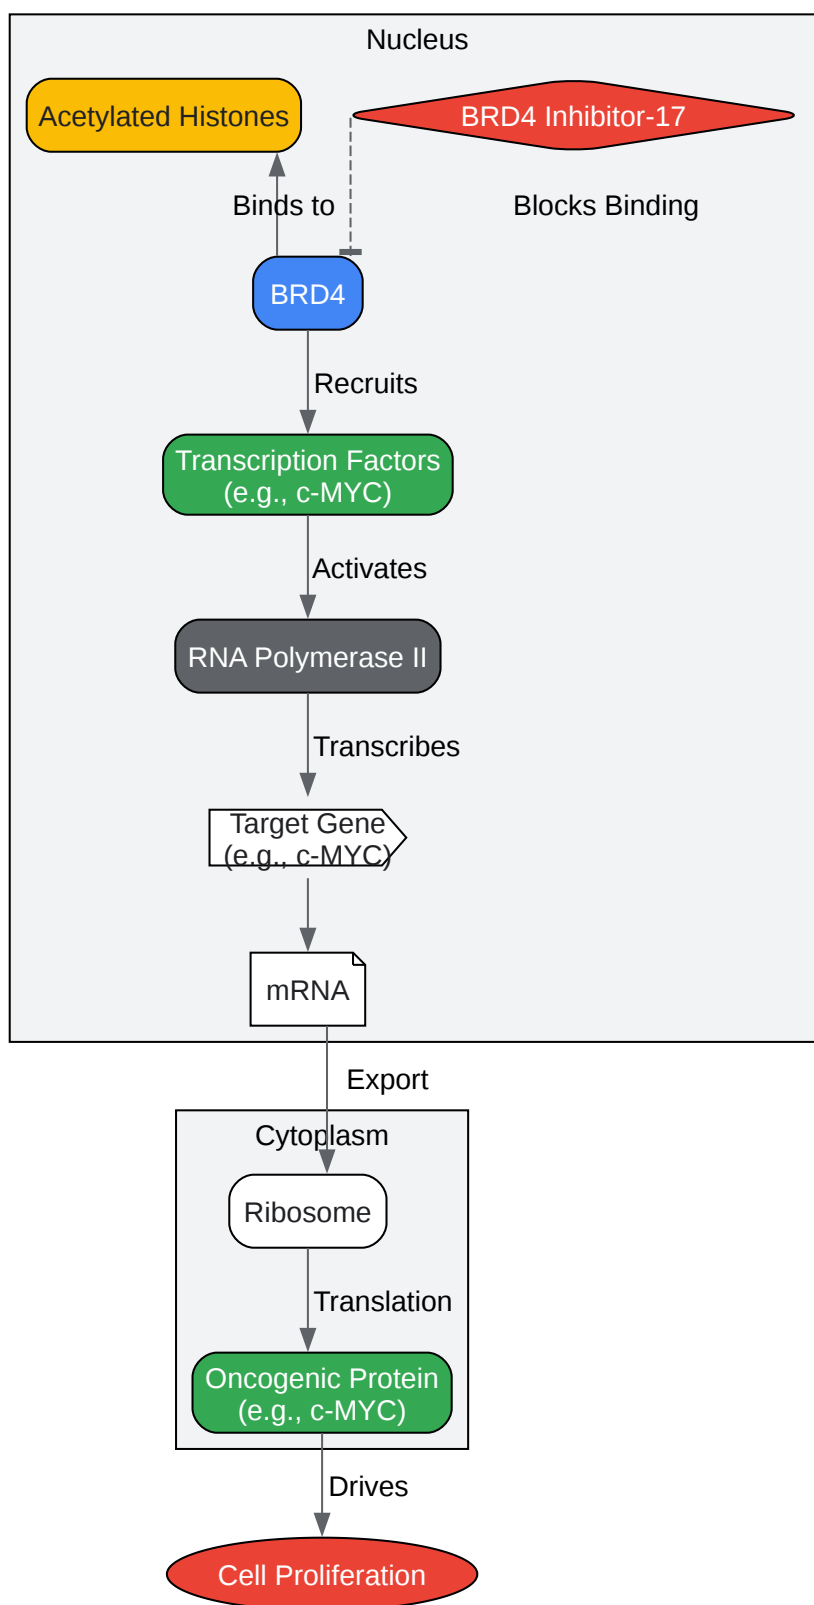 Nucleus
Acetylated Histones
BRD4 Inhibitor-17
Binds to
Blocks Binding
BRD4
Recruits
Transcription Factors
(e.g., c-MYC)
Activates
RNA Polymerase II
Transcribes
Target Gene
(e.g., c-MYC)
mRNA
Export
Cytoplasm
Ribosome
Translation
Oncogenic Protein
(e.g., c-MYC)
Drives
Cell Proliferation